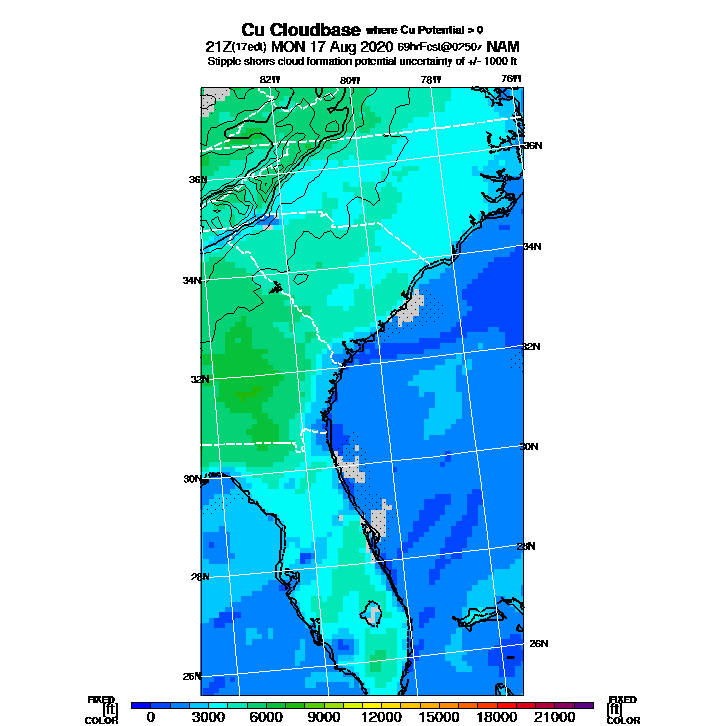 Cu Cloudbase where Cu Potential > 0
21Z(17edt) MON 17 Aug 2020 69hrFcst@0250z NAM
Stipple shows cloud formation potential uncertainty of +/- 1000 ft
82W 80W 78W 76W
36N 36N
34N 34N
32N 32N
30N 30N
28N 28N
26N 26N
FIXED FIXED
[ft] [ft]
COLOR 0 3000 6000 9000 12000 15000 18000 21000 COLOR